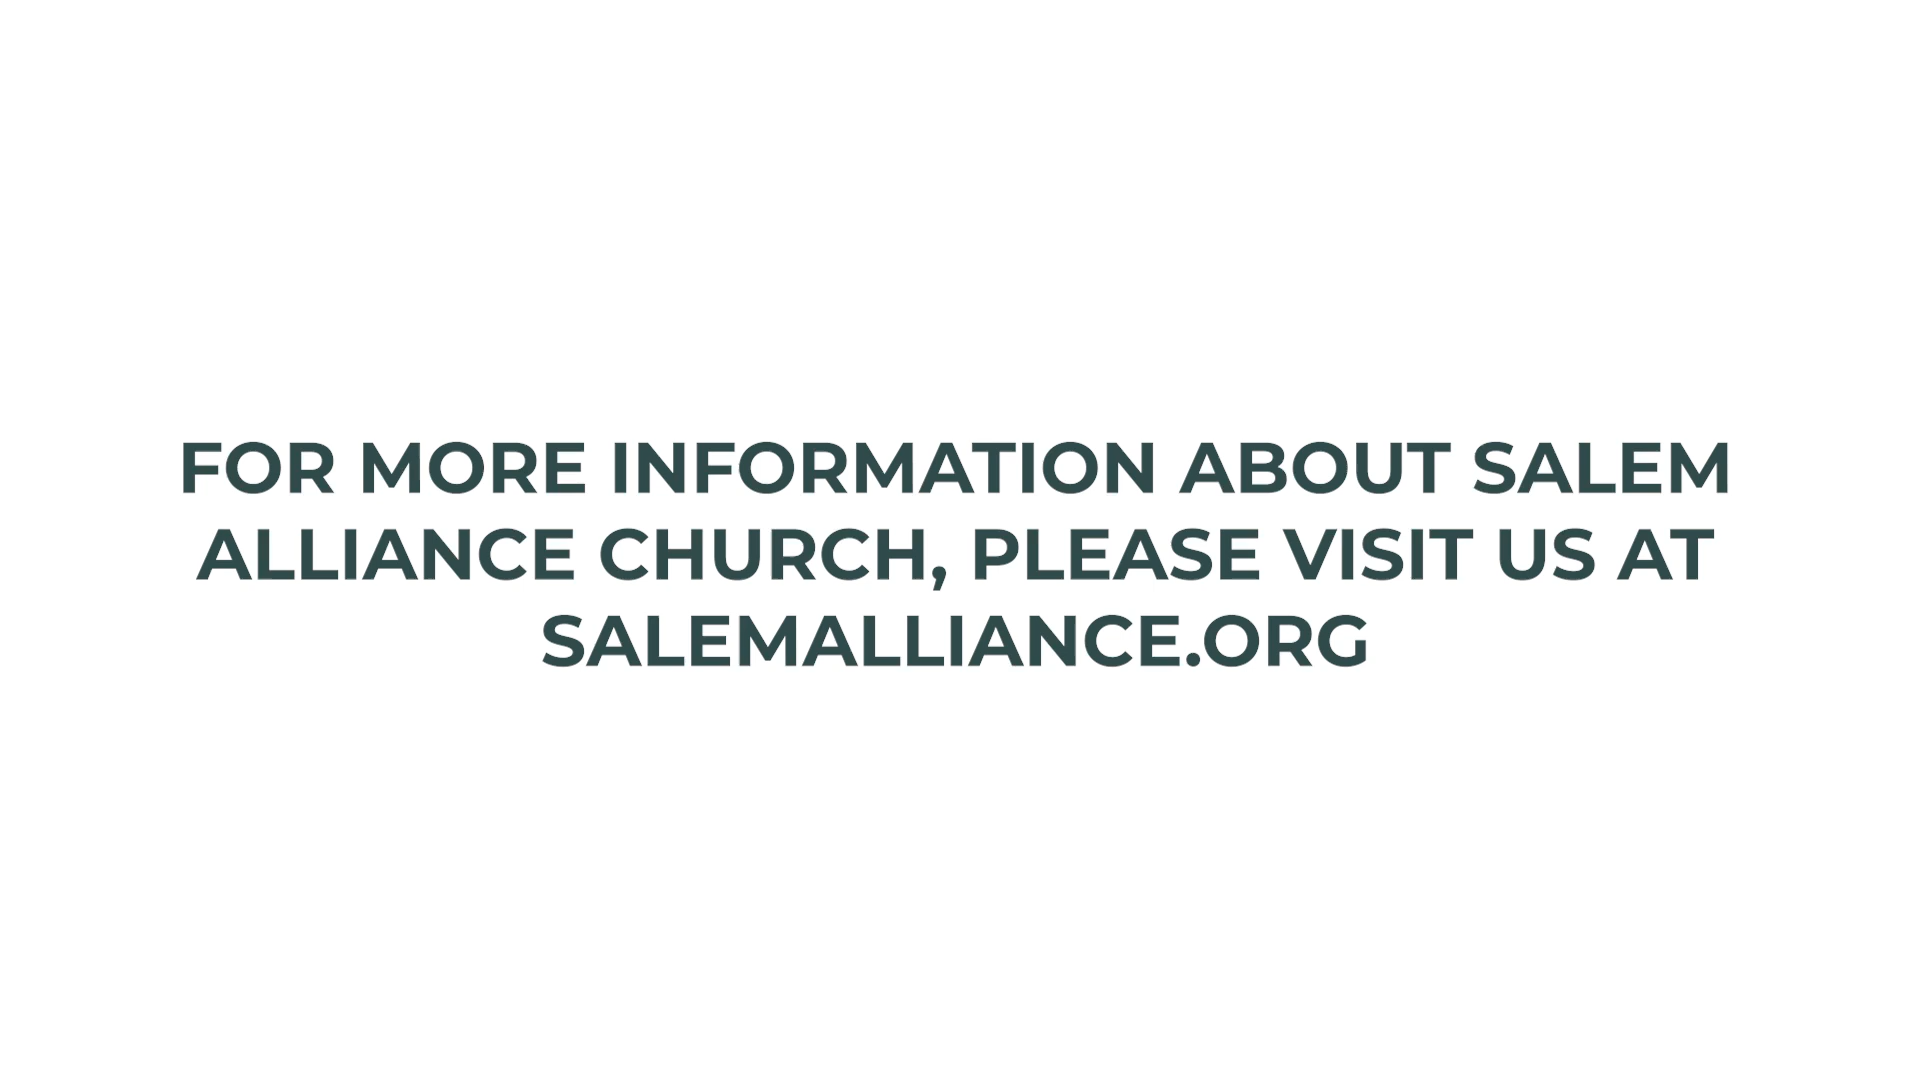 FOR MORE INFORMATION ABOUT SALEM
ALLIANCE CHURCH, PLEASE VISIT US AT
SALEMALLIANCE.ORG